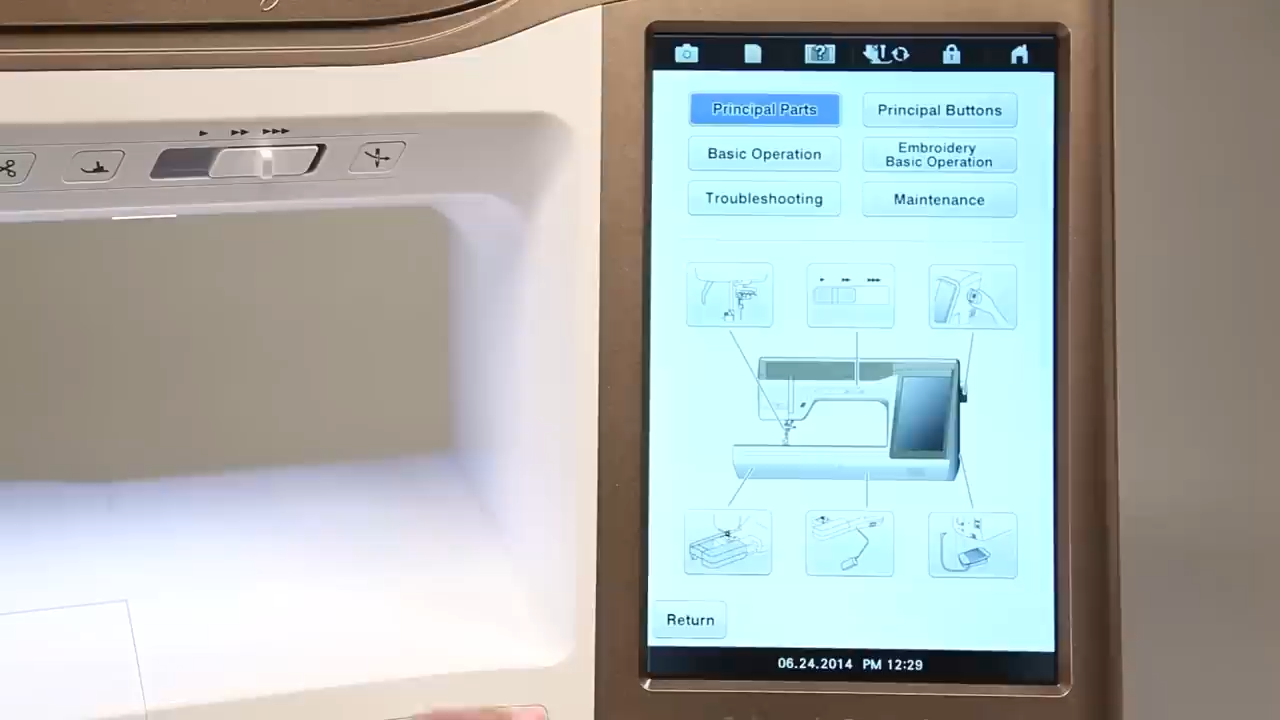 Principal Parts
Principal Buttons
Basic Operation
Embroidery
Basic Operation
Troubleshooting
Maintenance
Return
06.24.2014 PM 12:29